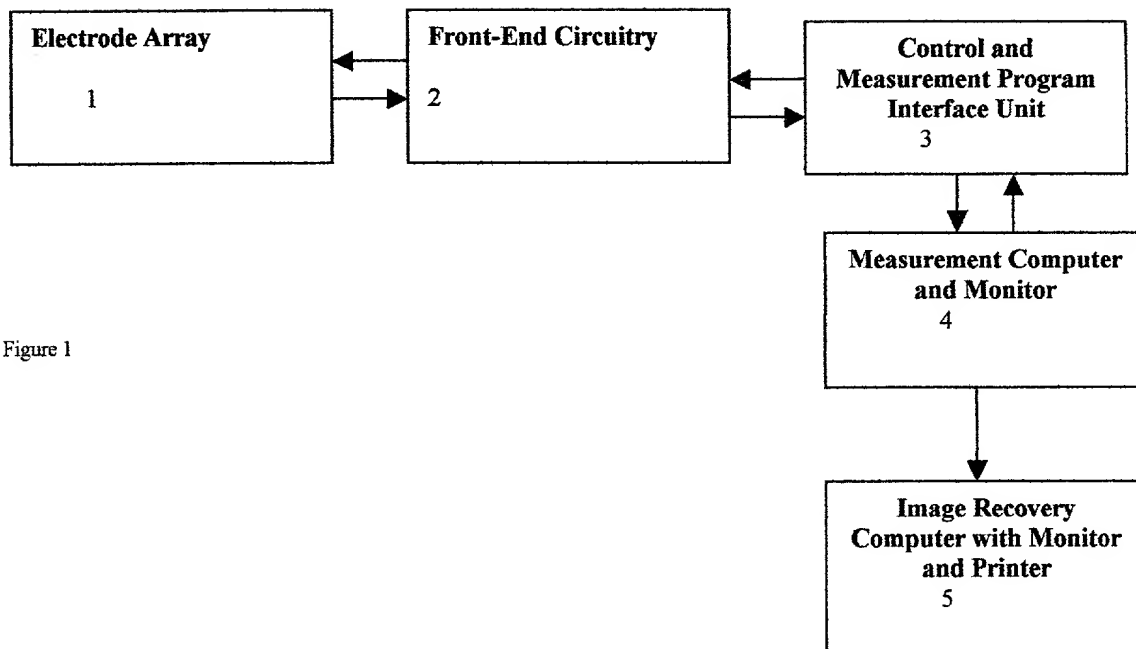 Electrode Array
1
Front-End Circuitry
2
Control and
Measurement Program
Interface Unit
3
Measurement Computer
and Monitor
4
Figure 1
Image Recovery
Computer with Monitor
and Printer
5